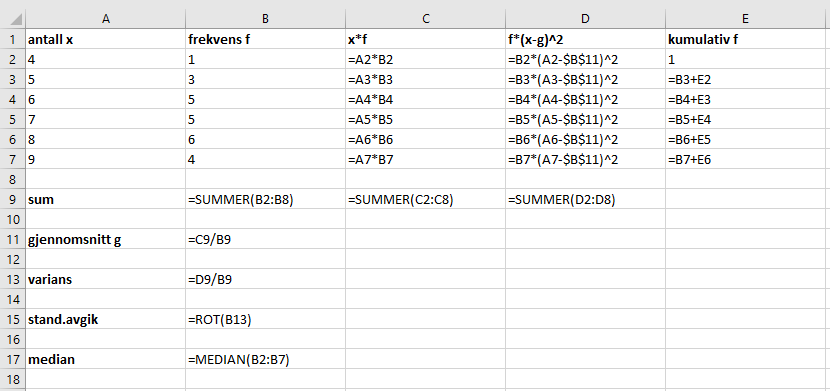 A B C D E
1 antall x frekvens f x*f f*(x-g)^2 kumulativ f
2 4 1 =A2*B2 =B2*(A2-$B$11)^2 1
3 5 3 =A3*B3 =B3*(A3-$B$11)^2 =B3+E2
4 6 5 =A4*B4 =B4*(A4-$B$11)^2 =B4+E3
5 7 5 =A5*B5 =B5*(A5-$B$11)^2 =B5+E4
6 8 6 =A6*B6 =B6*(A6-$B$11)^2 =B6+E5
7 9 4 =A7*B7 =B7*(A7-$B$11)^2 =B7+E6
8
9 sum =SUMMER(B2:B8) =SUMMER(C2:C8) =SUMMER(D2:D8)
10
11 gjennomsnitt g =C9/B9
12
13 varians =D9/B9
14
15 stand.avgik =ROT(B13)
16
17 median =MEDIAN(B2:B7)
18